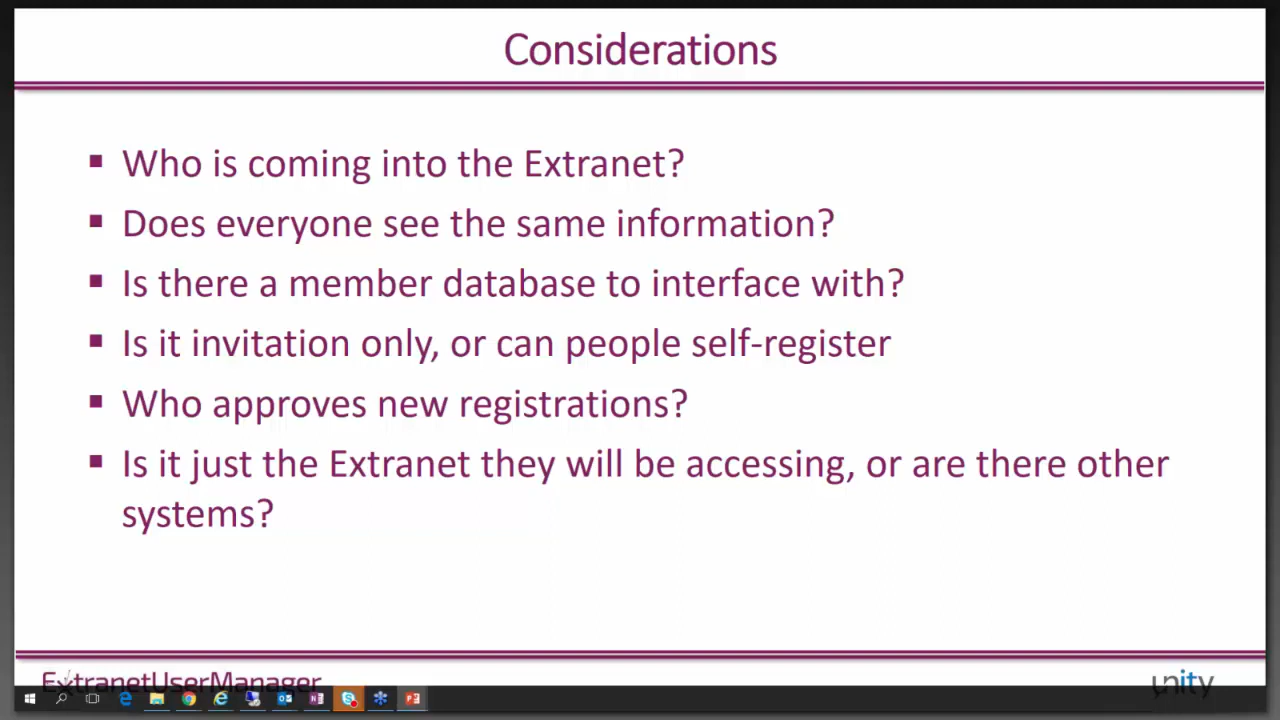 Considerations
Who is coming into the Extranet?
Does everyone see the same information?
Is there a member database to interface with?
Is it invitation only, or can people self-register
Who approves new registrations?
Is it just the Extranet they will be accessing, or are there other
systems?
ExtranetUserManager
unity